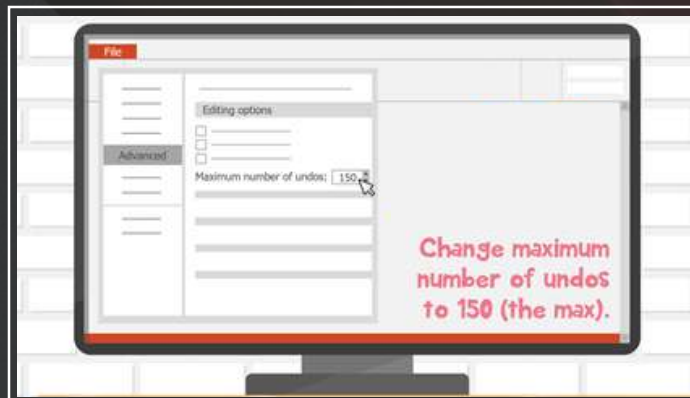 File
Editing options
Advanced
Maximum number of undos: 150
Change maximum
number of undos
to 150 (the max).